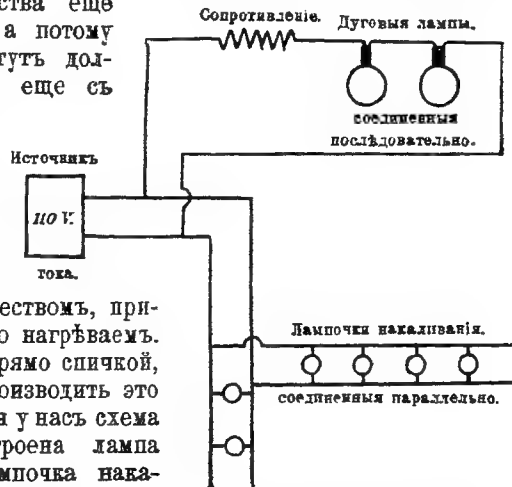 ства еще
а потому
гутъ дол-
еще съ
Сопротивленіе.
Дуговыя лампы.
соединенныя
послѣдовательно.
Источникъ
110 V.
тока.
ествомъ, при-
о нагрѣваемъ.
рямо спичкой,
оизводить это
я у насъ схема
роена лампа
мпочка нака-
Лампочки накаливанія.
соединенныя параллельно.